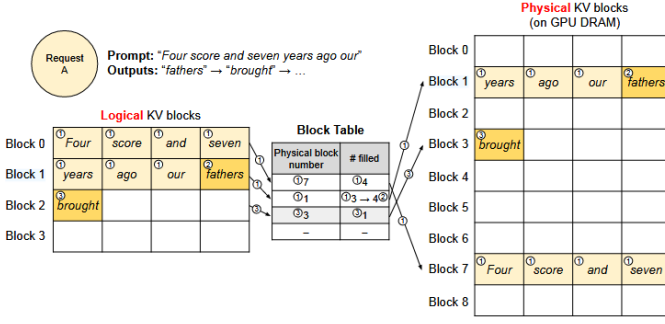 Physical KV blocks
(on GPU DRAM)
Request
A
Prompt: “Four score and seven years ago our”
Outputs: “fathers” → “brought” → …
Logical KV blocks
Block 0
① Four
① score
① and
① seven
Block 1
① years
① ago
① our
② fathers
Block 2
③ brought
Block 3
①
①
③
Block Table
Physical block number
# filled
①7
①4
①1
①3 → 4②
③3
③1
–
–
①
③
①
Block 0
Block 1
① years
① ago
① our
② fathers
Block 2
Block 3
③ brought
Block 4
Block 5
Block 6
Block 7
① Four
① score
① and
① seven
Block 8